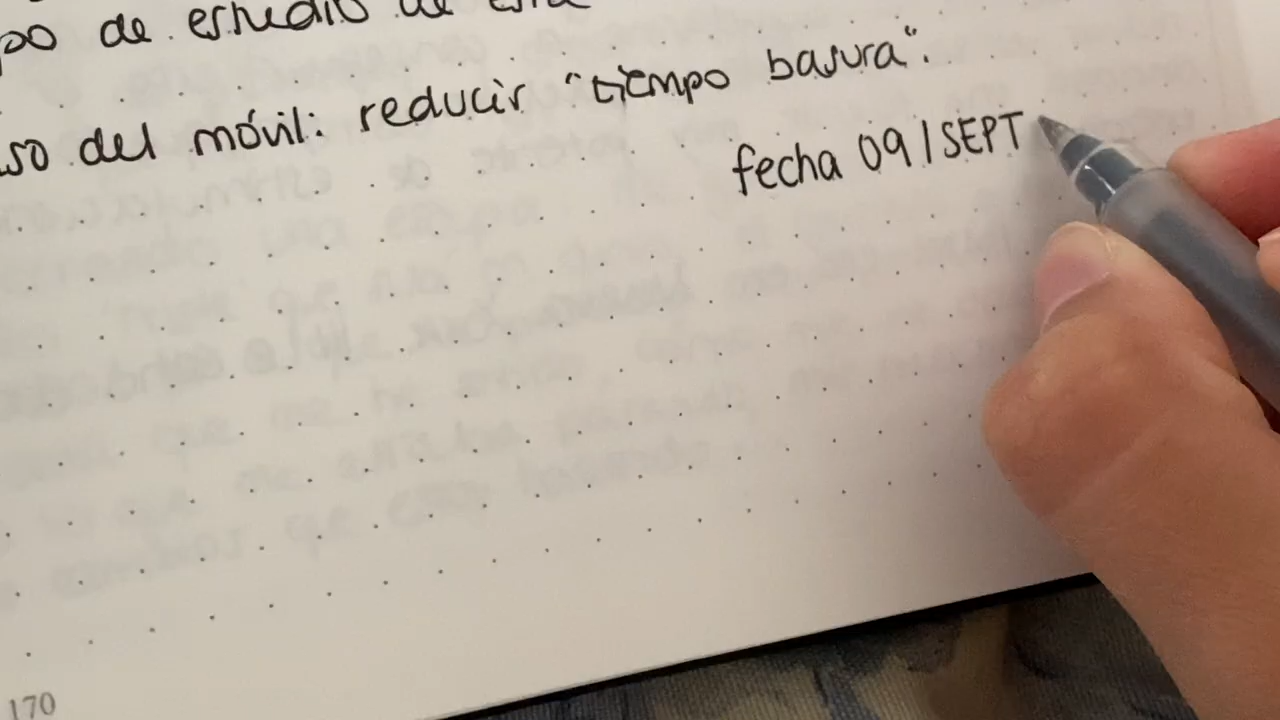 po de estudio de esta
so del móvil: reducir "tiempo basura".
fecha 09/SEPT
170